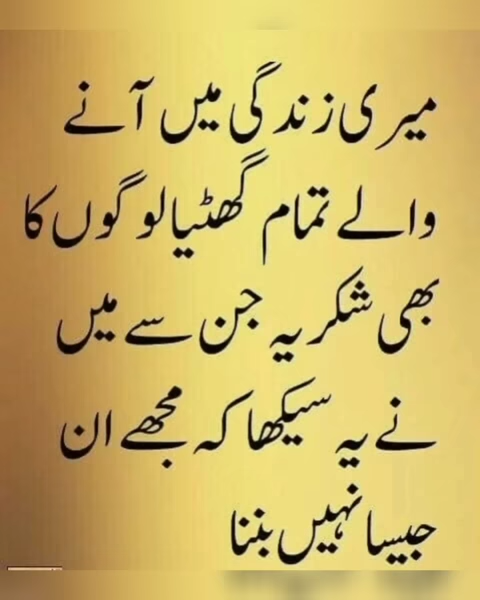 میری زندگی میں آنے
والے تمام گھٹیا لوگوں کا
بھی شکریہ جن سے میں
نے یہ سیکھا کہ مجھے ان
جیسا نہیں بننا